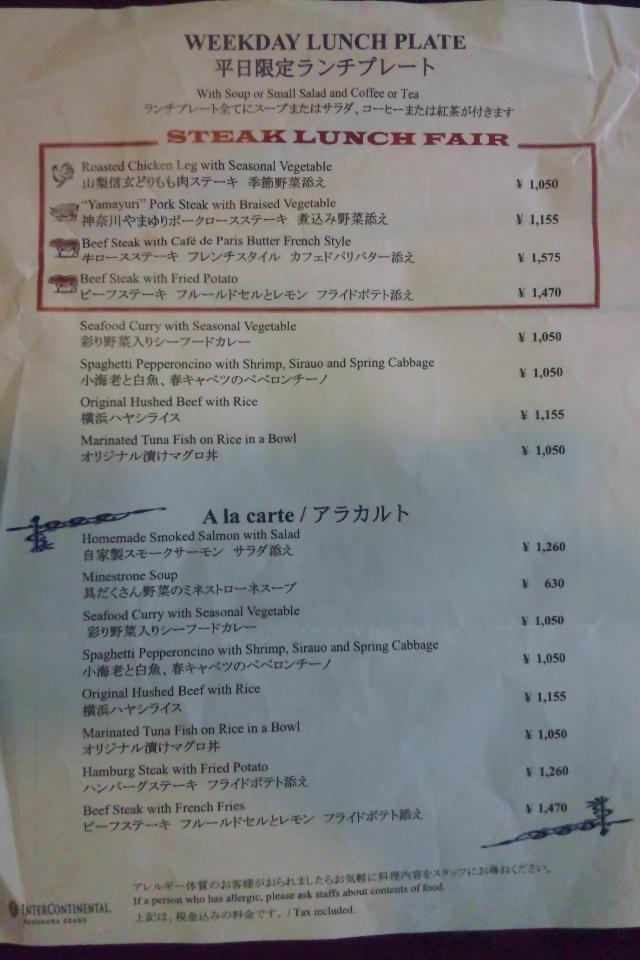 WEEKDAY LUNCH PLATE
平日限定ランチプレート
With Soup or Small Salad and Coffee or Tea
ランチプレート全てにスープまたはサラダ、コーヒーまたは紅茶が付きます
STEAK LUNCH FAIR
Roasted Chicken Leg with Seasonal Vegetable
山梨信玄どりもも肉ステーキ 季節野菜添え ¥ 1,050
"Yamayuri" Pork Steak with Braised Vegetable
神奈川やまゆりポークロースステーキ 煮込み野菜添え ¥ 1,155
Beef Steak with Café de Paris Butter French Style
牛ロースステーキ フレンチスタイル カフェドパリバター添え ¥ 1,575
Beef Steak with Fried Potato
ビーフステーキ フルールドセルとレモン フライドポテト添え ¥ 1,470
Seafood Curry with Seasonal Vegetable
彩り野菜入りシーフードカレー ¥ 1,050
Spaghetti Pepperoncino with Shrimp, Sirauo and Spring Cabbage
小海老と白魚、春キャベツのペペロンチーノ ¥ 1,050
Original Hushed Beef with Rice
横浜ハヤシライス ¥ 1,155
Marinated Tuna Fish on Rice in a Bowl
オリジナル漬けマグロ丼 ¥ 1,050
A la carte / アラカルト
Homemade Smoked Salmon with Salad
自家製スモークサーモン サラダ添え ¥ 1,260
Minestrone Soup
具だくさん野菜のミネストローネスープ ¥ 630
Seafood Curry with Seasonal Vegetable
彩り野菜入りシーフードカレー ¥ 1,050
Spaghetti Pepperoncino with Shrimp, Sirauo and Spring Cabbage
小海老と白魚、春キャベツのペペロンチーノ ¥ 1,050
Original Hushed Beef with Rice
横浜ハヤシライス ¥ 1,155
Marinated Tuna Fish on Rice in a Bowl
オリジナル漬けマグロ丼 ¥ 1,050
Hamburg Steak with Fried Potato
ハンバーグステーキ フライドポテト添え ¥ 1,260
Beef Steak with French Fries
ビーフステーキ フルールドセルとレモン フライドポテト添え ¥ 1,470
アレルギー体質のお客様がおられましたらお気軽に料理内容をスタッフにお尋ねください。
If a person who has allergic, please ask staffs about contents of food.
上記は、税金込みの料金です。/ Tax included.
INTERCONTINENTAL
YOKOHAMA GRAND